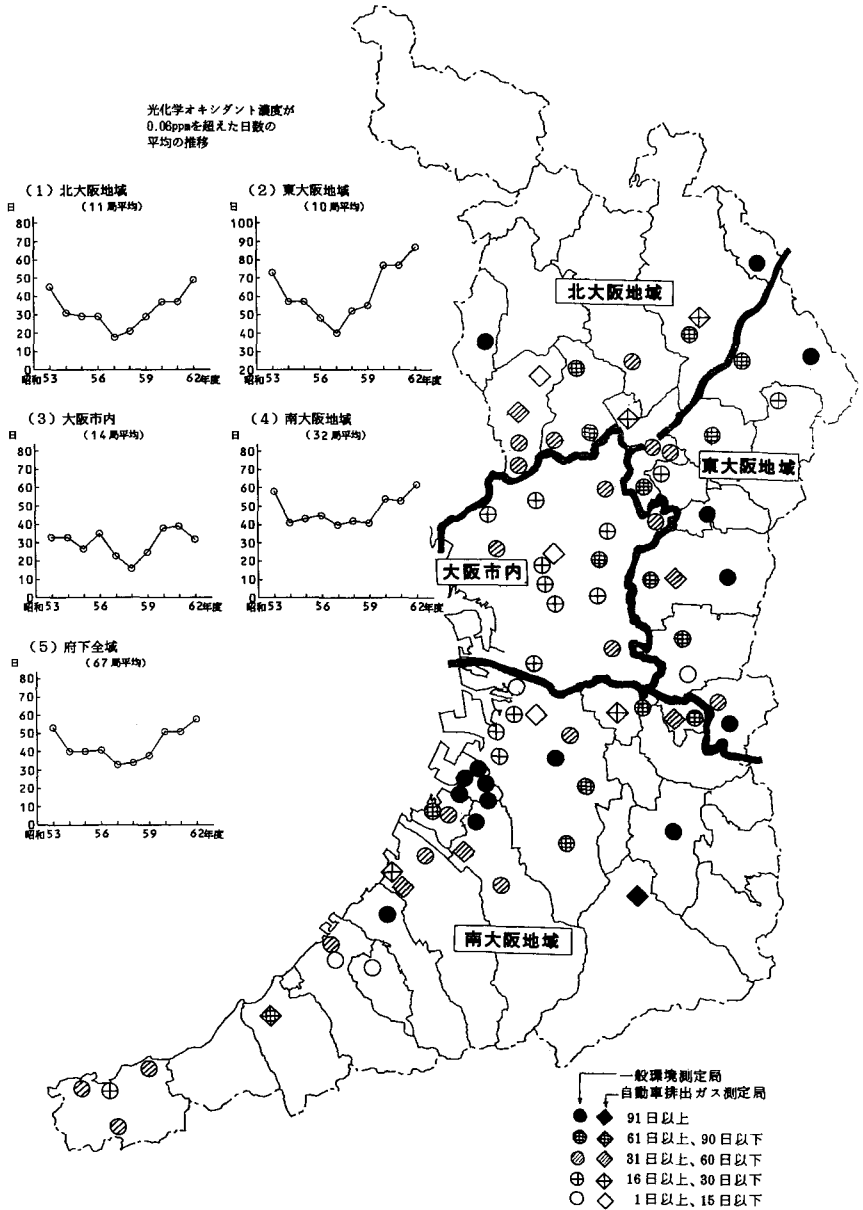 光化学オキシダント濃度が
0.06ppmを超えた日数の
平均の推移
(1)北大阪地域
(11局平均)
日
80
70
60
50
40
30
20
10
0
昭和53 56 59 62年度
(2)東大阪地域
(10局平均)
日
100
90
80
70
60
50
40
30
20
昭和53 56 59 62年度
(3)大阪市内
(14局平均)
日
80
70
60
50
40
30
20
10
0
昭和53 56 59 62年度
(4)南大阪地域
(32局平均)
日
80
70
60
50
40
30
20
10
0
昭和53 56 59 62年度
(5)府下全域
(67局平均)
日
80
70
60
50
40
30
20
10
0
昭和53 56 59 62年度
北大阪地域
東大阪地域
大阪市内
南大阪地域
一般環境測定局
自動車排出ガス測定局
91日以上
61日以上、90日以下
31日以上、60日以下
16日以上、30日以下
1日以上、15日以下